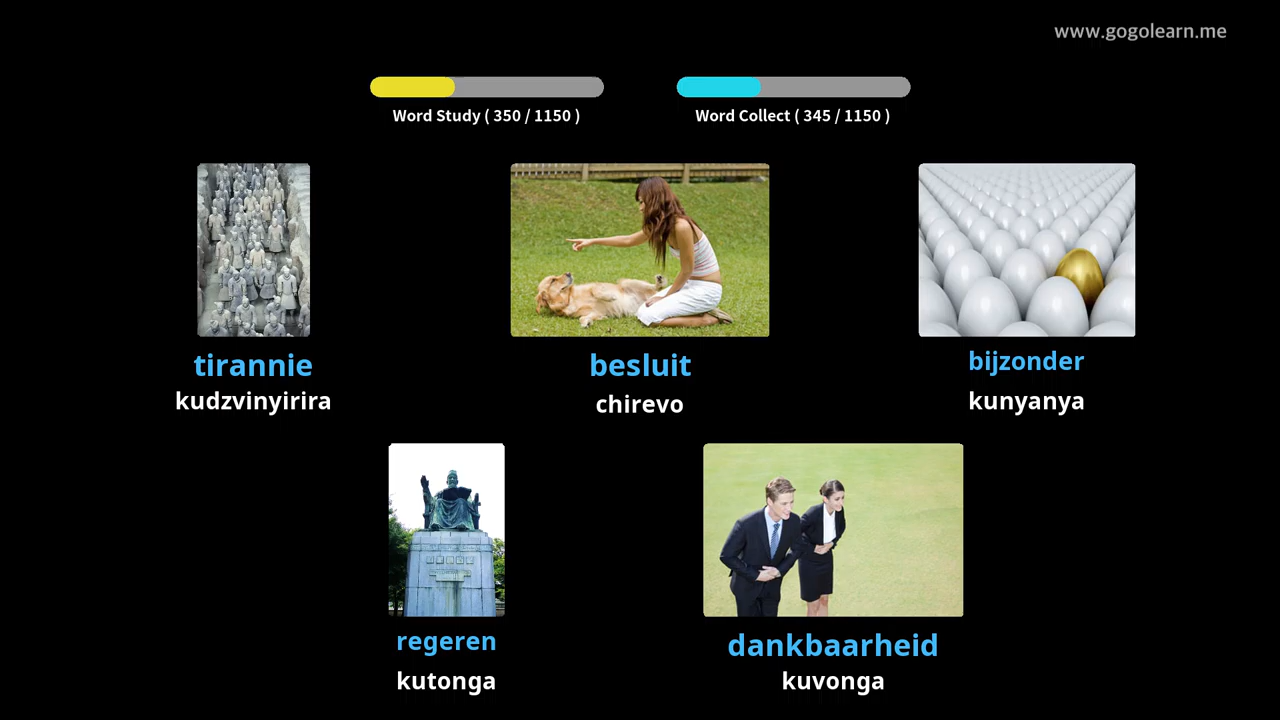 www.gogolearn.me
Word Study ( 350 / 1150 )
Word Collect ( 345 / 1150 )
tirannie
kudzvinyirira
besluit
chirevo
bijzonder
kunyanya
regeren
kutonga
dankbaarheid
kuvonga